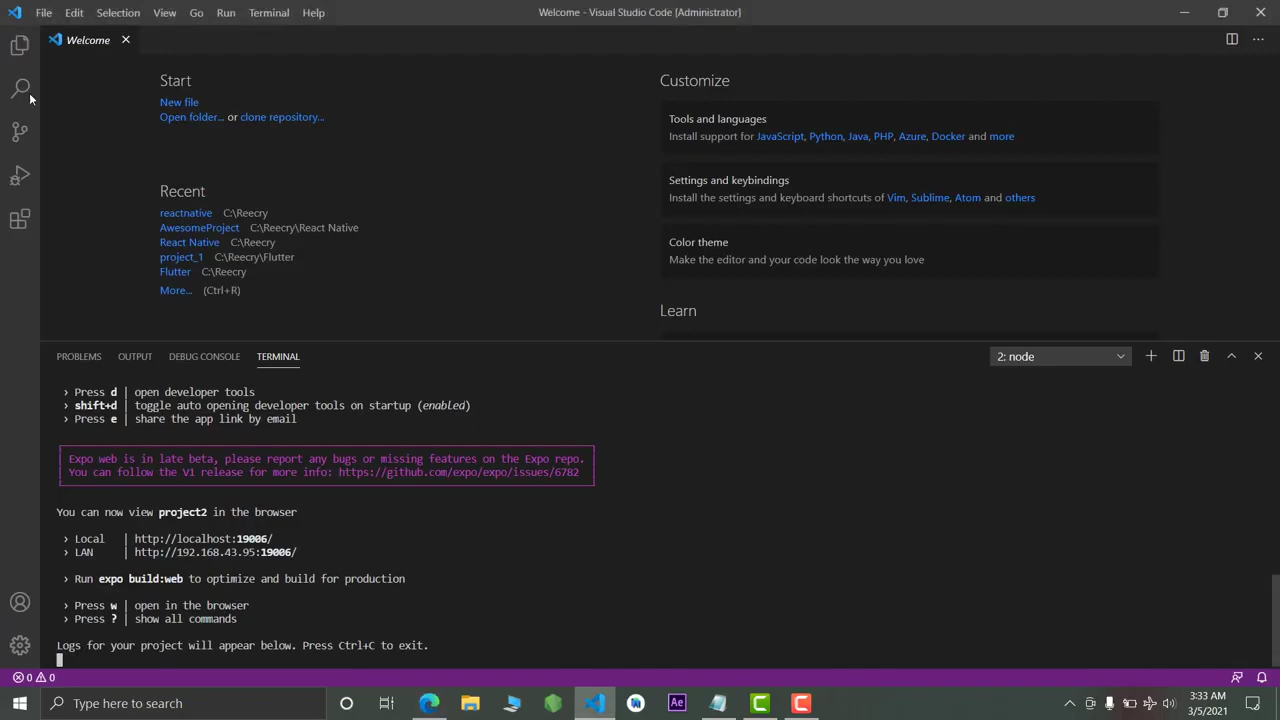 File Edit Selection View Go Run Terminal Help Welcome - Visual Studio Code [Administrator]
Welcome
Start
New file
Open folder... or clone repository...
Recent
reactnative C:\Reecry
AwesomeProject C:\Reecry\React Native
React Native C:\Reecry
project_1 C:\Reecry\Flutter
Flutter C:\Reecry
More... (Ctrl+R)
Customize
Tools and languages
Install support for JavaScript, Python, Java, PHP, Azure, Docker and more
Settings and keybindings
Install the settings and keyboard shortcuts of Vim, Sublime, Atom and others
Color theme
Make the editor and your code look the way you love
Learn
PROBLEMS OUTPUT DEBUG CONSOLE TERMINAL 2: node
› Press d | open developer tools
› shift+d | toggle auto opening developer tools on startup (enabled)
› Press e | share the app link by email
Expo web is in late beta, please report any bugs or missing features on the Expo repo.
You can follow the V1 release for more info: https://github.com/expo/expo/issues/6782
You can now view project2 in the browser
› Local | http://localhost:19006/
› LAN | http://192.168.43.95:19006/
› Run expo build:web to optimize and build for production
› Press w | open in the browser
› Press ? | show all commands
Logs for your project will appear below. Press Ctrl+C to exit.
0 0
Type here to search
Ae
3:33 AM
3/5/2021